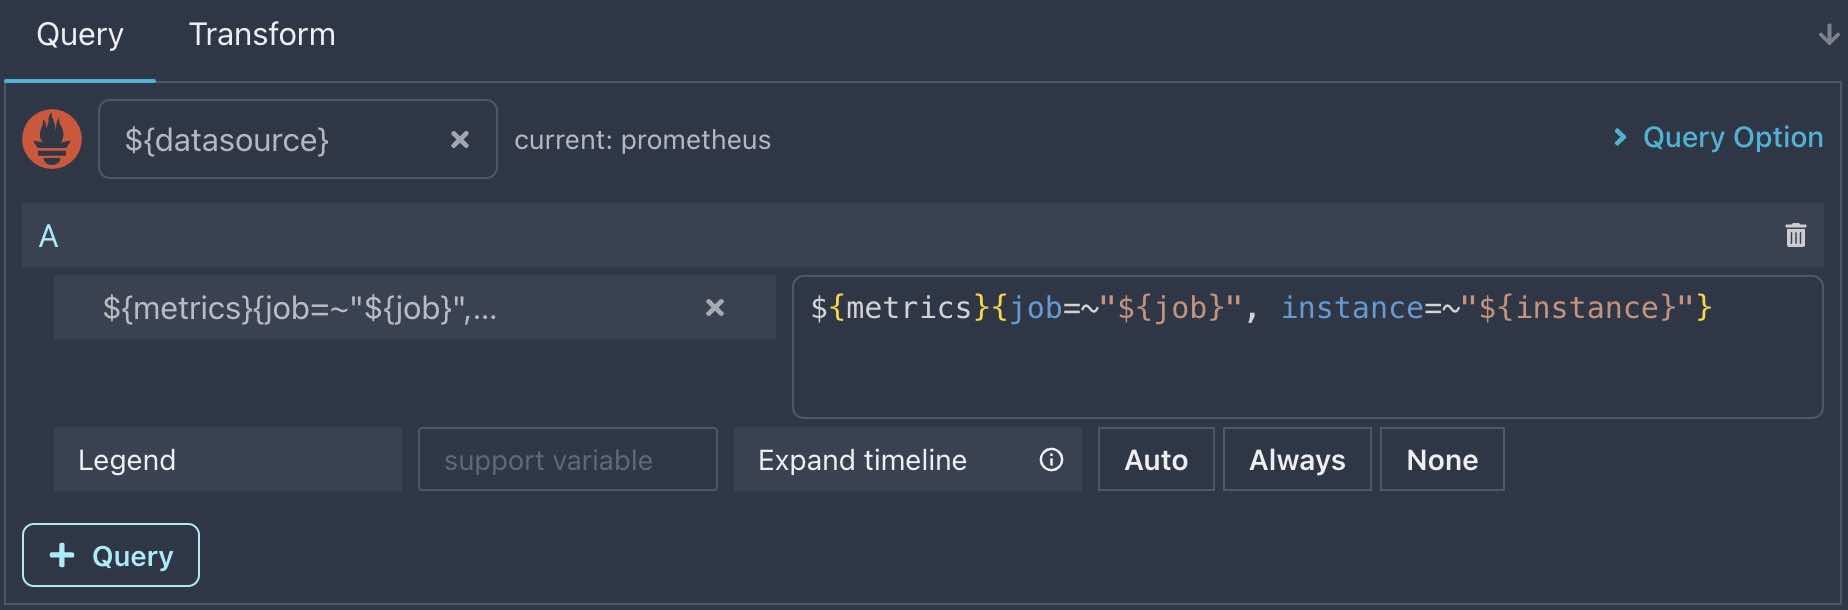 Query Transform
${datasource} current: prometheus Query Option
A
${metrics}{job=~"${job}",... ${metrics}{job=~"${job}", instance=~"${instance}"}
Legend support variable Expand timeline Auto Always None
Query